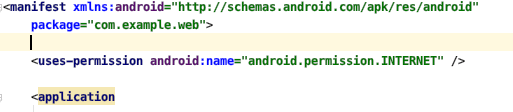 <manifest xmlns:android="http://schemas.android.com/apk/res/android"
package="com.example.web">
<uses-permission android:name="android.permission.INTERNET" />
<application